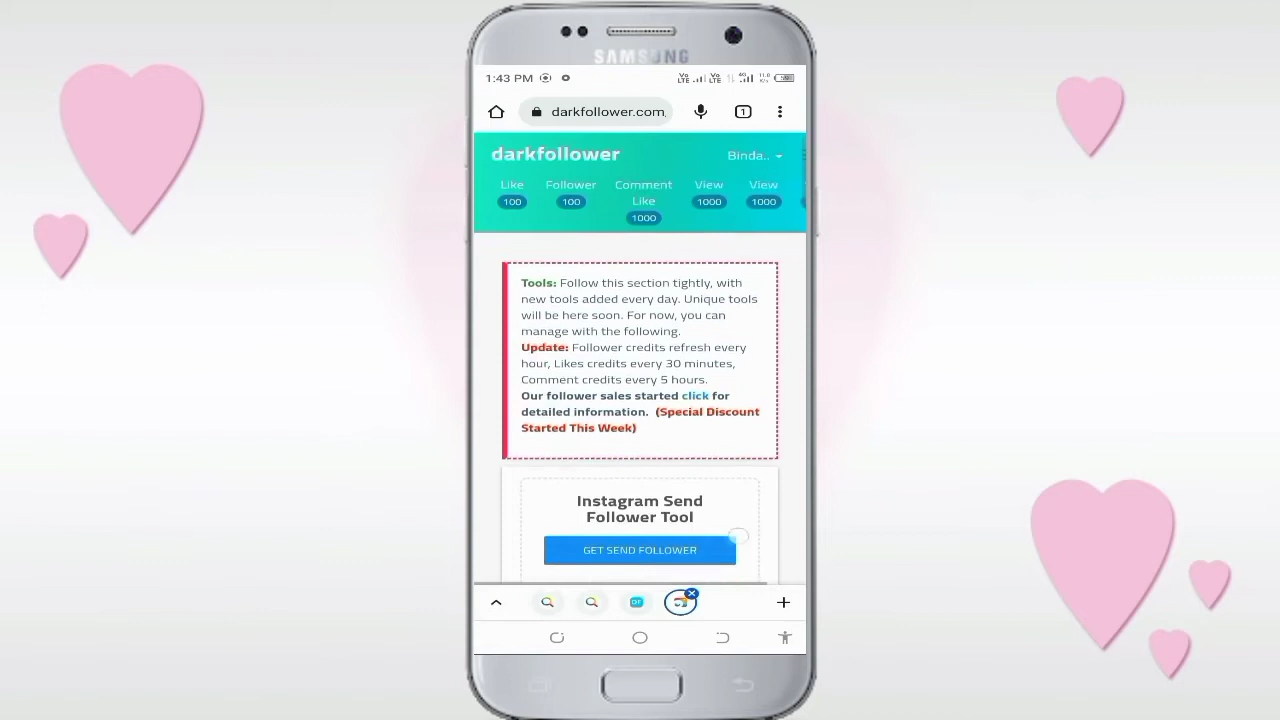 SAMSUNG
1:43 PM
darkfollower.com
1
darkfollower
Binda..
Like
Follower
Comment
View
View
Like
100
100
1000
1000
1000
Tools: Follow this section tightly, with
new tools added every day. Unique tools
will be here soon. For now, you can
manage with the following.
Update: Follower credits refresh every
hour, Likes credits every 30 minutes,
Comment credits every 5 hours.
Our follower sales started click for
detailed information. (Special Discount
Started This Week)
Instagram Send
Follower Tool
GET SEND FOLLOWER